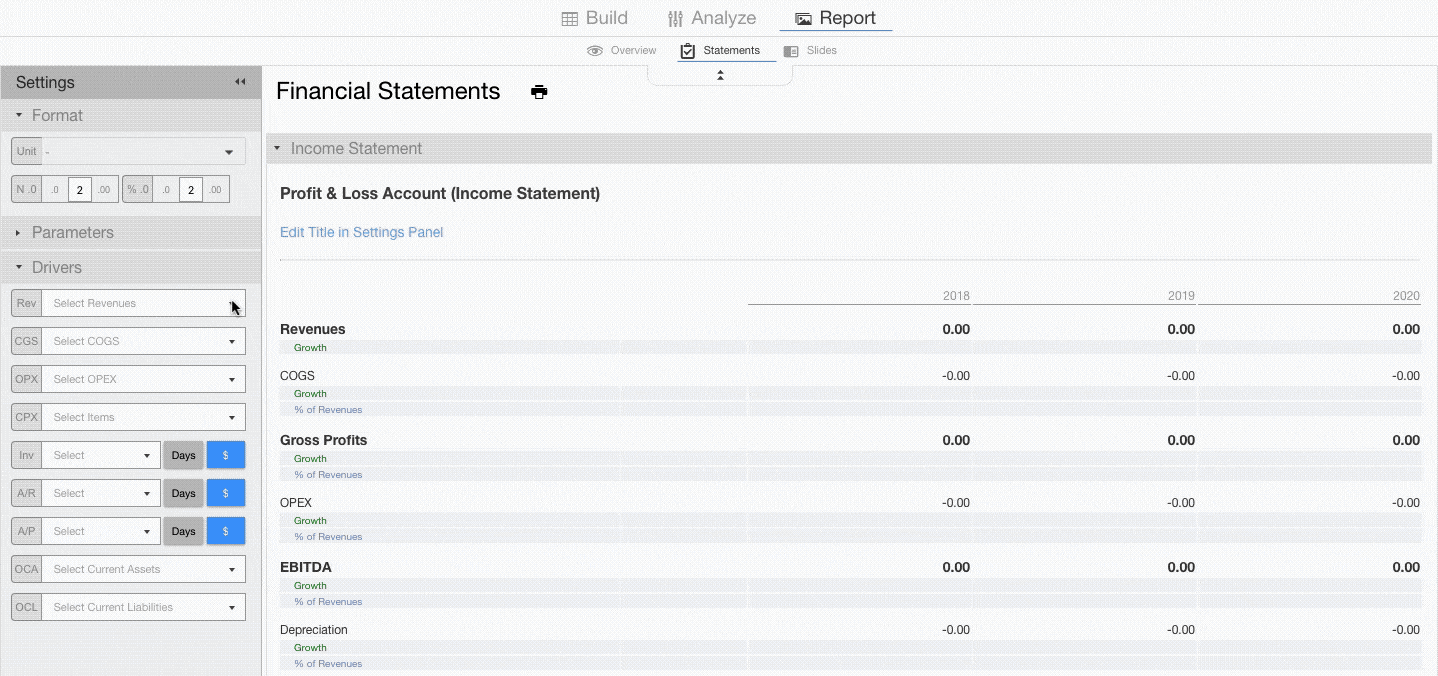 Build Analyze Report
Overview Statements Slides
Settings
Format
Unit -
N .0 .0 2 .00 % .0 .0 2 .00
Parameters
Drivers
Rev Select Revenues
CGS Select COGS
OPX Select OPEX
CPX Select Items
Inv Select Days $
A/R Select Days $
A/P Select Days $
OCA Select Current Assets
OCL Select Current Liabilities
Financial Statements
Income Statement
Profit & Loss Account (Income Statement)
Edit Title in Settings Panel
2018 2019 2020
Revenues 0.00 0.00 0.00
Growth
COGS -0.00 -0.00 -0.00
Growth
% of Revenues
Gross Profits 0.00 0.00 0.00
Growth
% of Revenues
OPEX -0.00 -0.00 -0.00
Growth
% of Revenues
EBITDA 0.00 0.00 0.00
Growth
% of Revenues
Depreciation -0.00 -0.00 -0.00
Growth
% of Revenues